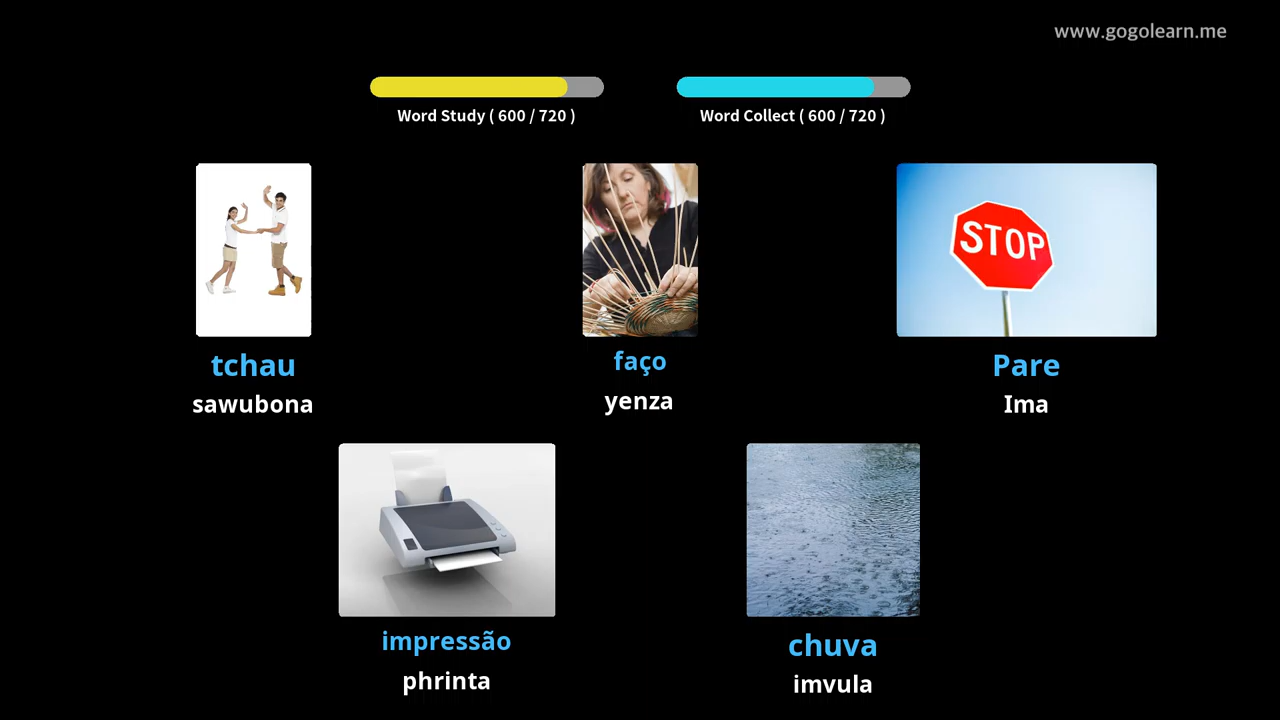 www.gogolearn.me
Word Study ( 600 / 720 )
Word Collect ( 600 / 720 )
STOP
tchau
sawubona
faço
yenza
Pare
Ima
impressão
phrinta
chuva
imvula